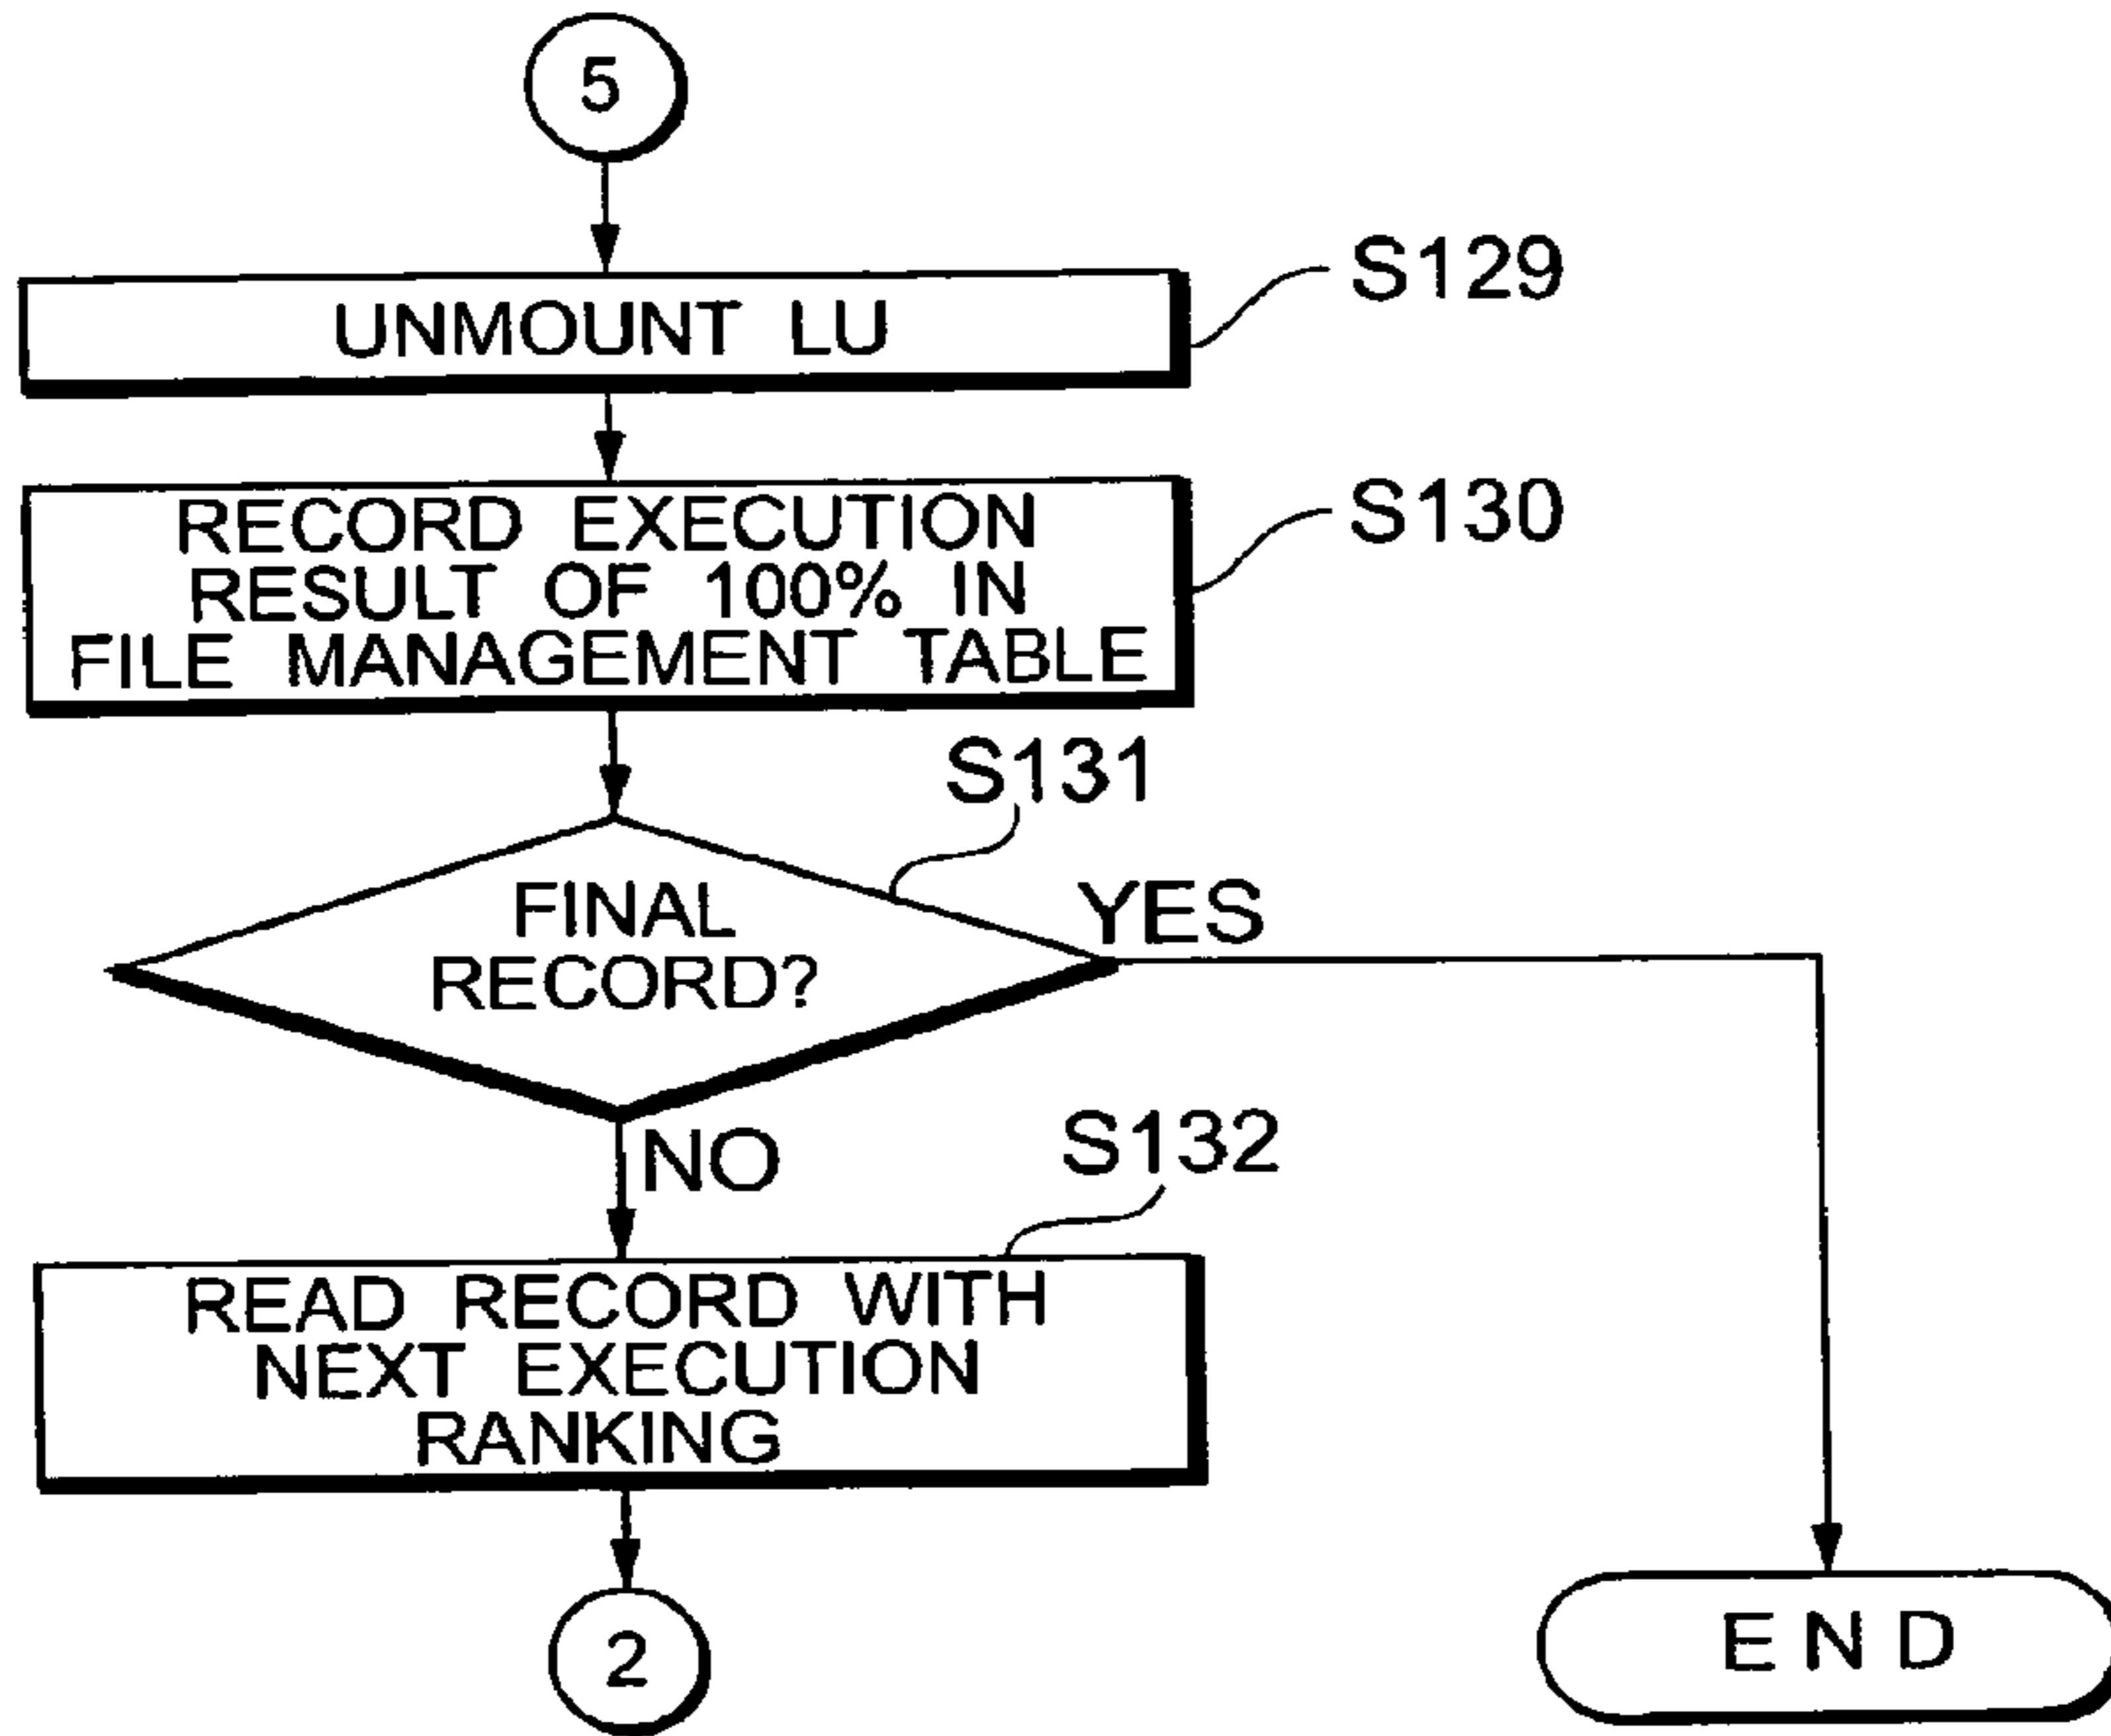 5
S129
UNMOUNT LU
S130
RECORD EXECUTION
RESULT OF 100% IN
FILE MANAGEMENT TABLE
S131
FINAL
RECORD?
YES
NO
S132
READ RECORD WITH
NEXT EXECUTION
RANKING
2
END